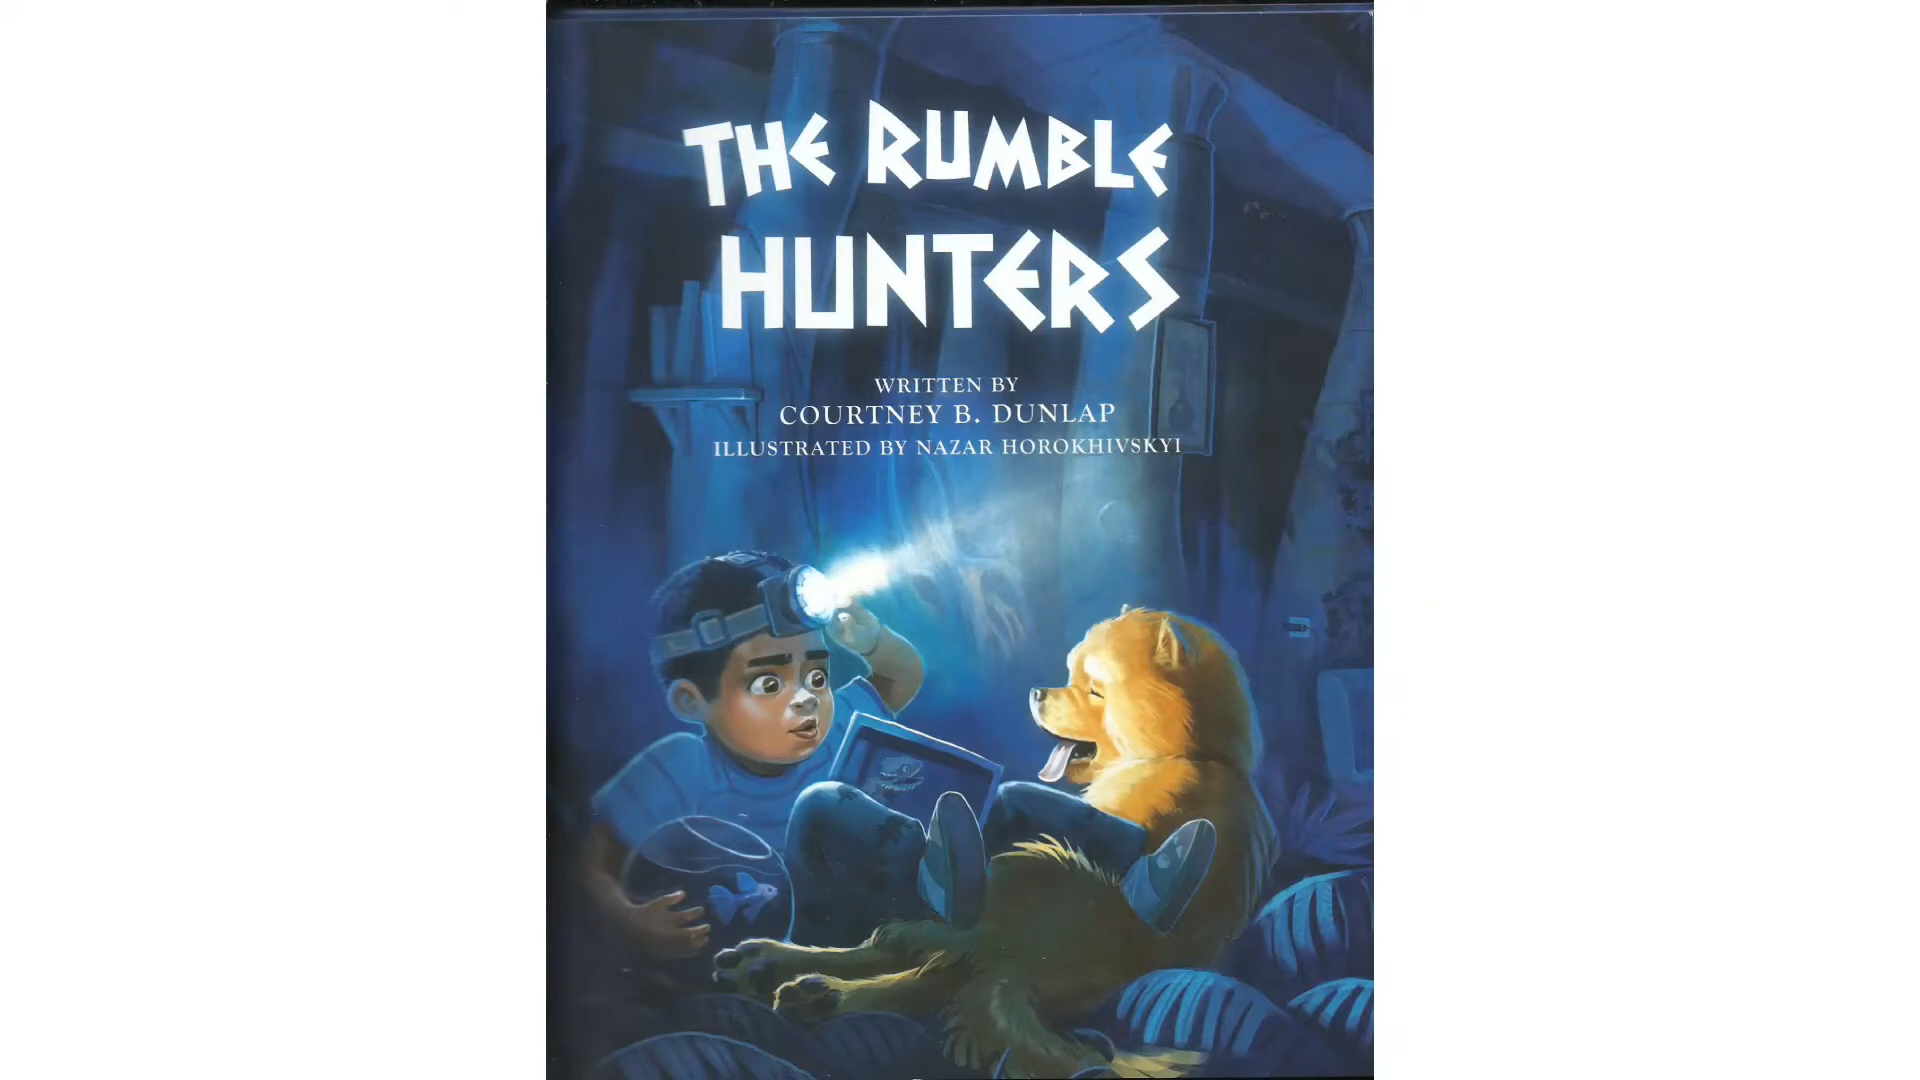 THE RUMBLE
HUNTERS
WRITTEN BY
COURTNEY B. DUNLAP
ILLUSTRATED BY NAZAR HOROKHIVSKYI